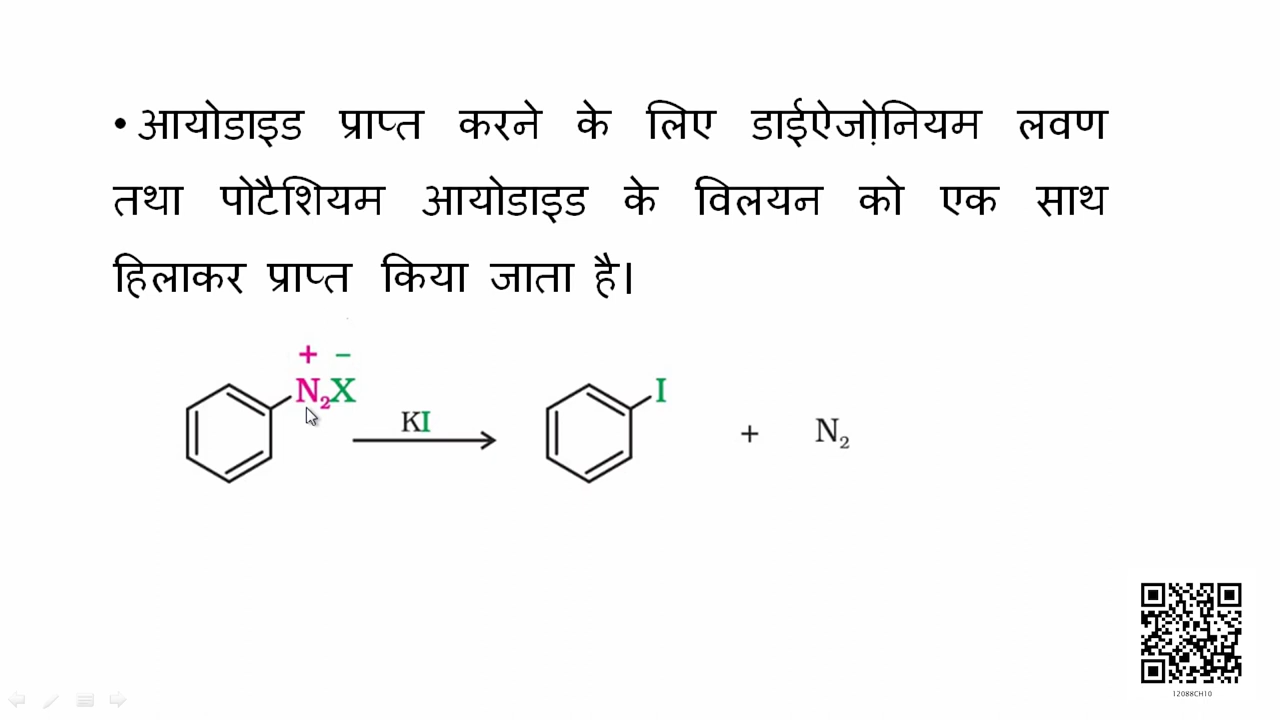 • आयोडाइड प्राप्त करने के लिए डाईऐज़ोनियम लवण
तथा पोटैशियम आयोडाइड के विलयन को एक साथ
हिलाकर प्राप्त किया जाता है।
+ −
N₂X
KI
I
+ N₂
12088CH10